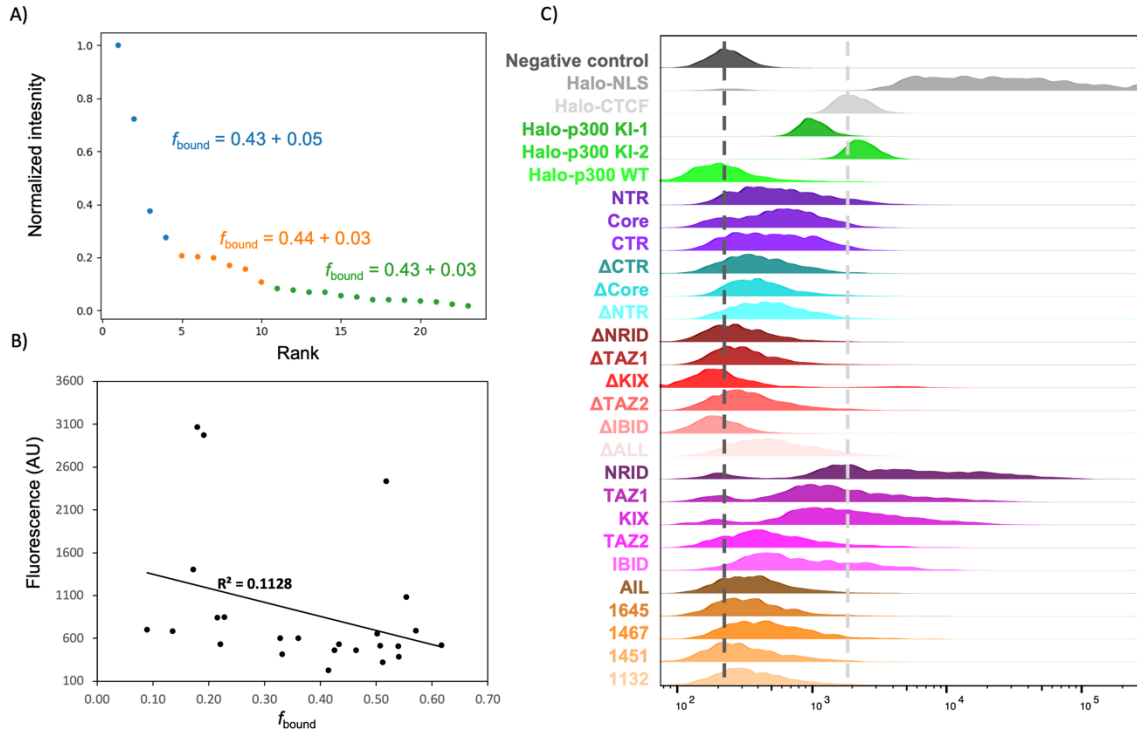 A)
Normalized intesnity
1.0
0.8
0.6
0.4
0.2
0.0
fbound = 0.43 + 0.05
fbound = 0.44 + 0.03
fbound = 0.43 + 0.03
0
5
10
15
20
Rank
B)
Fluorescence (AU)
3600
3100
2600
2100
1600
1100
600
100
R² = 0.1128
0.00
0.10
0.20
0.30
0.40
0.50
0.60
0.70
fbound
C)
Negative control
Halo-NLS
Halo-CTCF
Halo-p300 KI-1
Halo-p300 KI-2
Halo-p300 WT
NTR
Core
CTR
ΔCTR
ΔCore
ΔNTR
ΔNRID
ΔTAZ1
ΔKIX
ΔTAZ2
ΔIBID
ΔALL
NRID
TAZ1
KIX
TAZ2
IBID
AIL
1645
1467
1451
1132
10²
10³
10⁴
10⁵